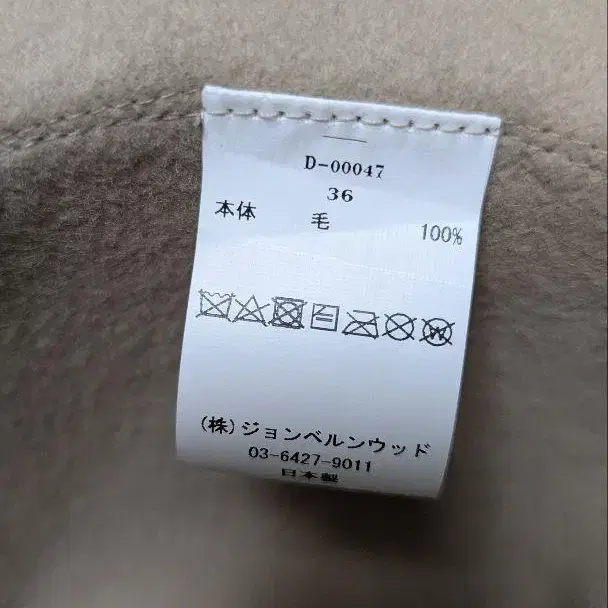 D-00047
36
本体 毛 100%
W
(株)ジョンベルンウッド
03-6427-9011
日本製